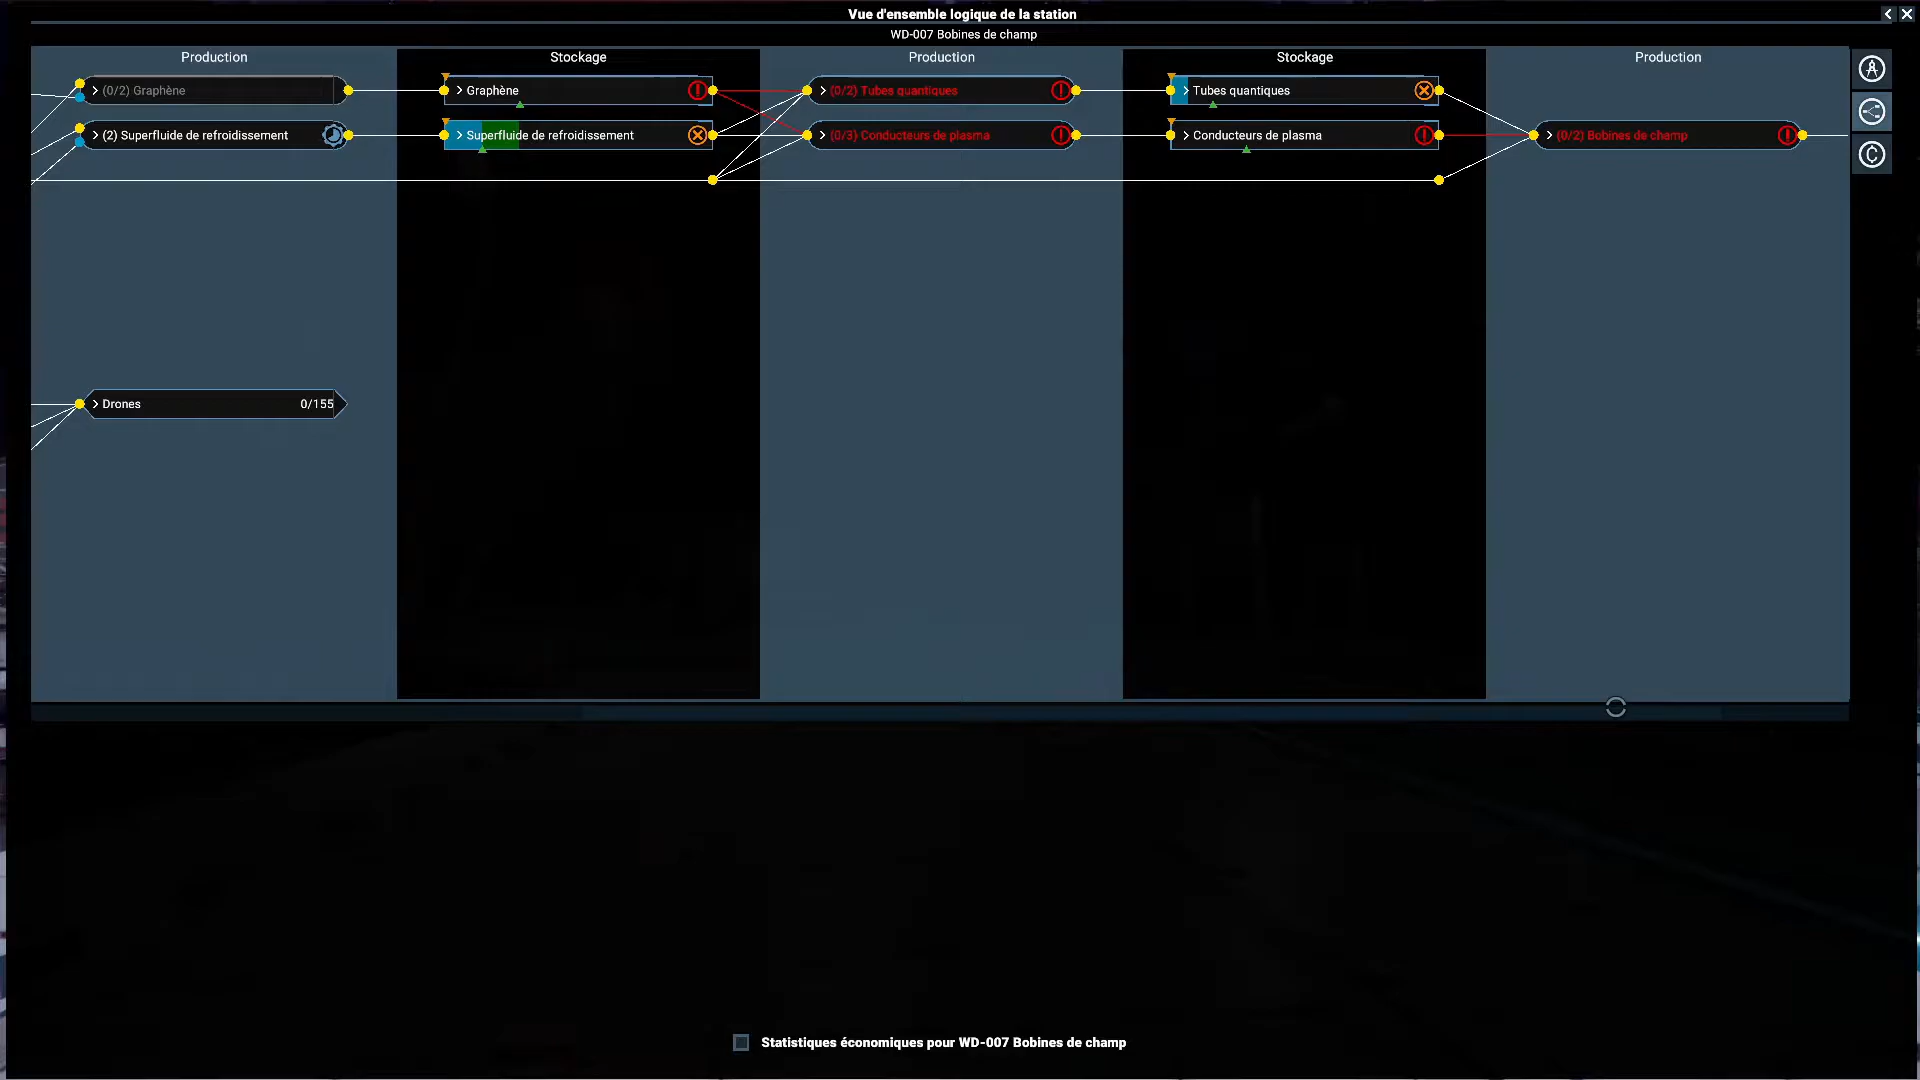 Vue d'ensemble logique de la station
WD-007 Bobines de champ
Production
Stockage
Production
Stockage
Production
(0/2) Graphène
Graphène
(0/2) Tubes quantiques
Tubes quantiques
(2) Superfluide de refroidissement
Superfluide de refroidissement
(0/3) Conducteurs de plasma
Conducteurs de plasma
(0/2) Bobines de champ
Drones 0/155
Statistiques économiques pour WD-007 Bobines de champ